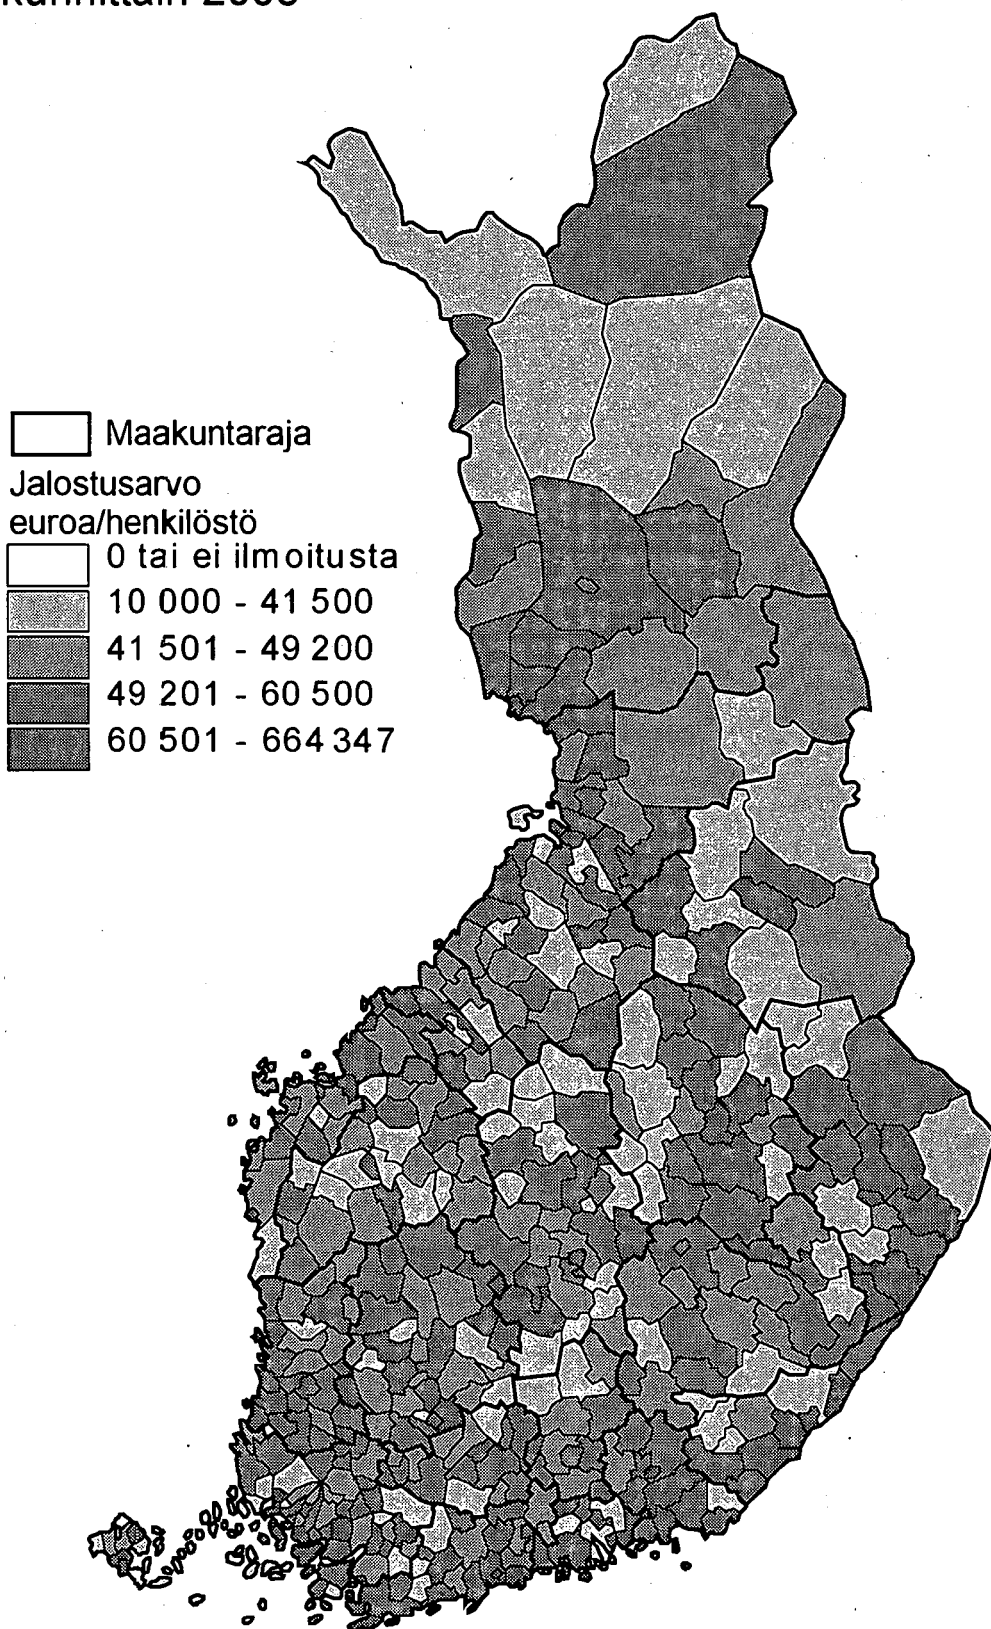 Maakuntaraja
Jalostusarvo
euroa/henkilöstö
0 tai ei ilmoitusta
10 000 - 41 500
41 501 - 49 200
49 201 - 60 500
60 501 - 664 347